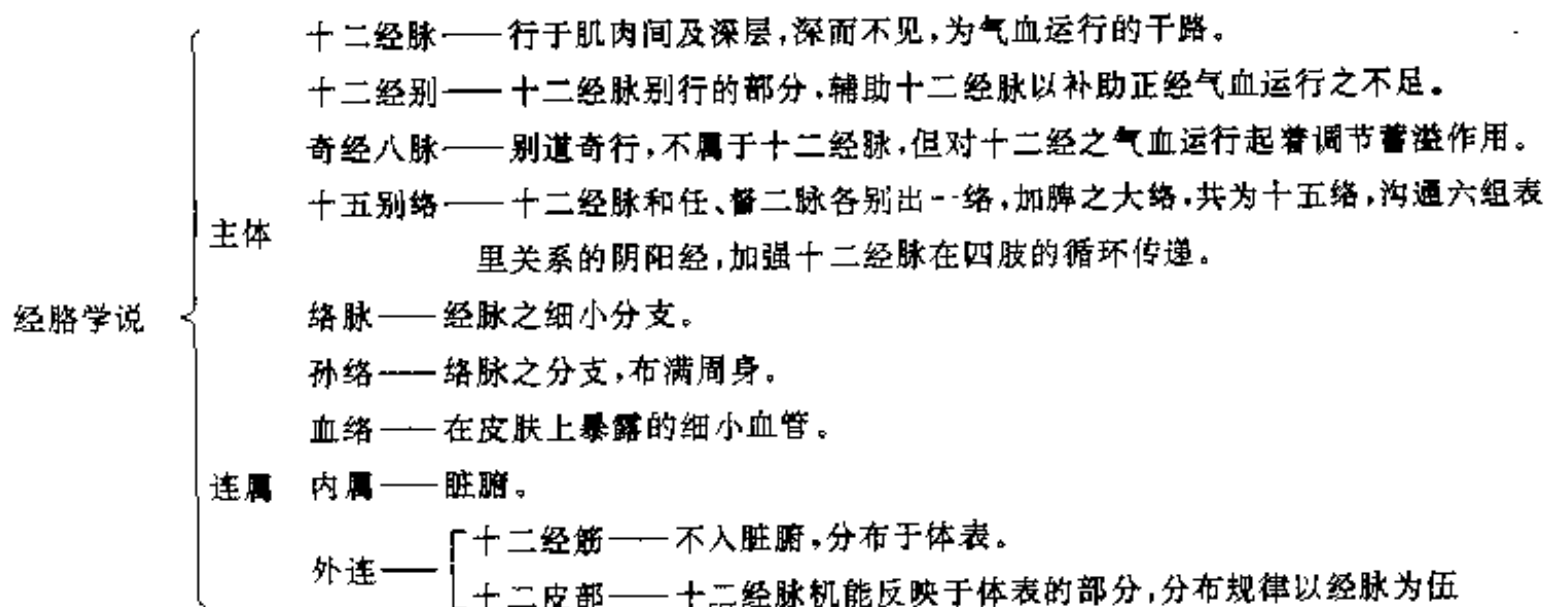 十二经脉——行于肌肉间及深层,深而不见,为气血运行的干路。
十二经别——十二经脉别行的部分,辅助十二经脉以补助正经气血运行之不足。
奇经八脉——别道奇行,不属于十二经脉,但对十二经之气血运行起着调节蓄溢作用。
十五别络——十二经脉和任、督二脉各别出一络,加脾之大络,共为十五络,沟通六组表
主体
里关系的阴阳经,加强十二经脉在四肢的循环传递。
经胳学说
络脉——经脉之细小分支。
孙络——络脉之分支,布满周身。
血络——在皮肤上暴露的细小血管。
连属 内属——脏腑。
外连——十二经筋——不入脏腑,分布于体表。
十二皮部——十二经脉机能反映于体表的部分,分布规律以经脉为伍